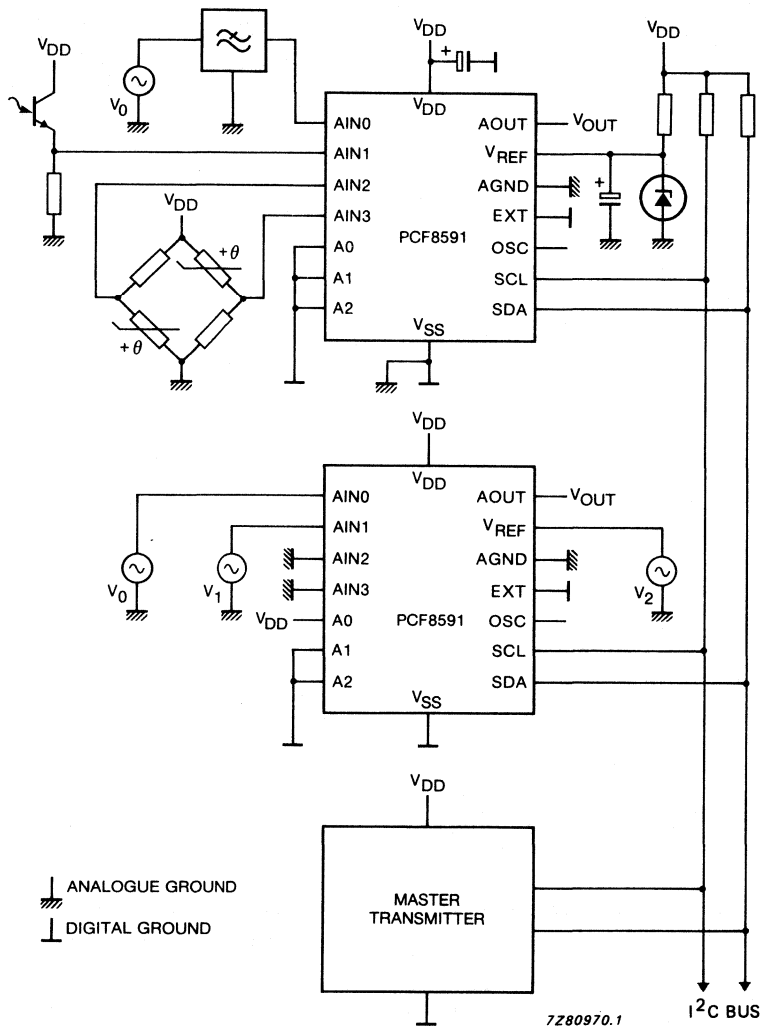 VDD
VDD
VDD
V0
VDD
AIN0
AOUT
VOUT
AIN1
VREF
AIN2
AGND
VDD
AIN3
EXT
+θ
A0
PCF8591
OSC
A1
SCL
A2
SDA
+θ
VSS
+
+
VDD
VDD
AIN0
AOUT
VOUT
AIN1
VREF
AIN2
AGND
V0
V1
AIN3
EXT
V2
VDD
A0
PCF8591
OSC
A1
SCL
A2
SDA
VSS
VDD
ANALOGUE GROUND
MASTER
TRANSMITTER
DIGITAL GROUND
7Z80970.1
I²C BUS